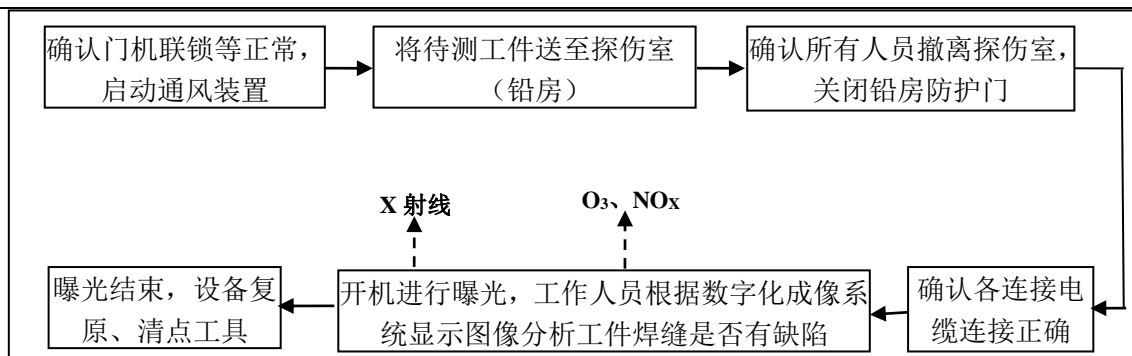 确认门机联锁等正常，
启动通风装置
将待测工件送至探伤室
（铅房）
确认所有人员撤离探伤室，
关闭铅房防护门
X 射线
O₃、NOX
曝光结束，设备复
原、清点工具
开机进行曝光，工作人员根据数字化成像系
统显示图像分析工件焊缝是否有缺陷
确认各连接电
缆连接正确